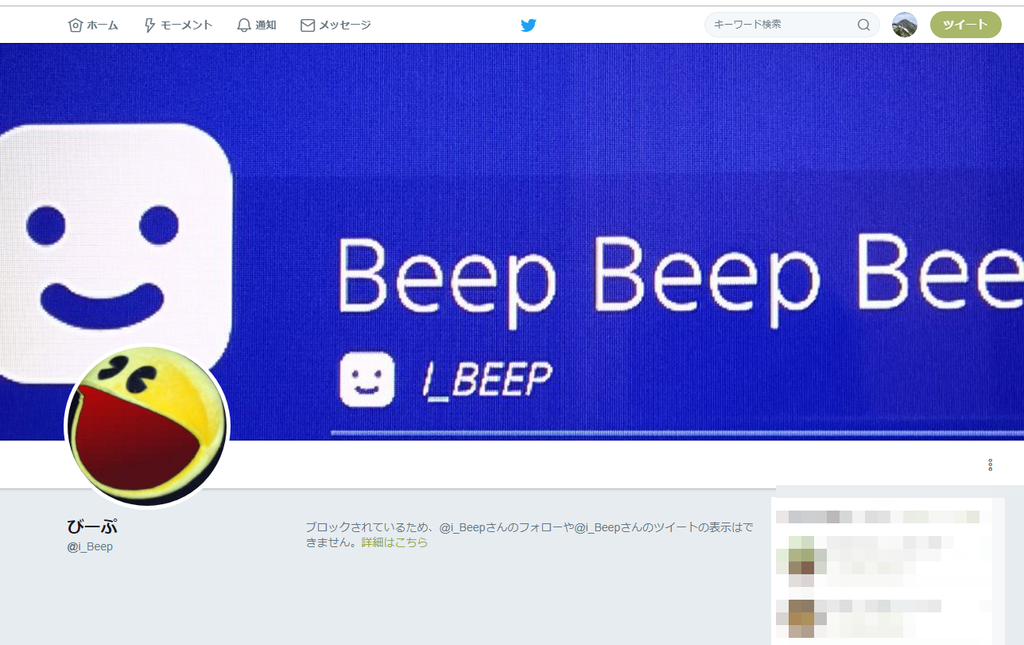 ホーム モーメント 通知 メッセージ キーワード検索 ツイート
Beep Beep Bee
I_BEEP
びーぷ
@i_Beep
ブロックされているため、@i_Beepさんのフォローや@i_Beepさんのツイートの表示はで
きません。詳細はこちら